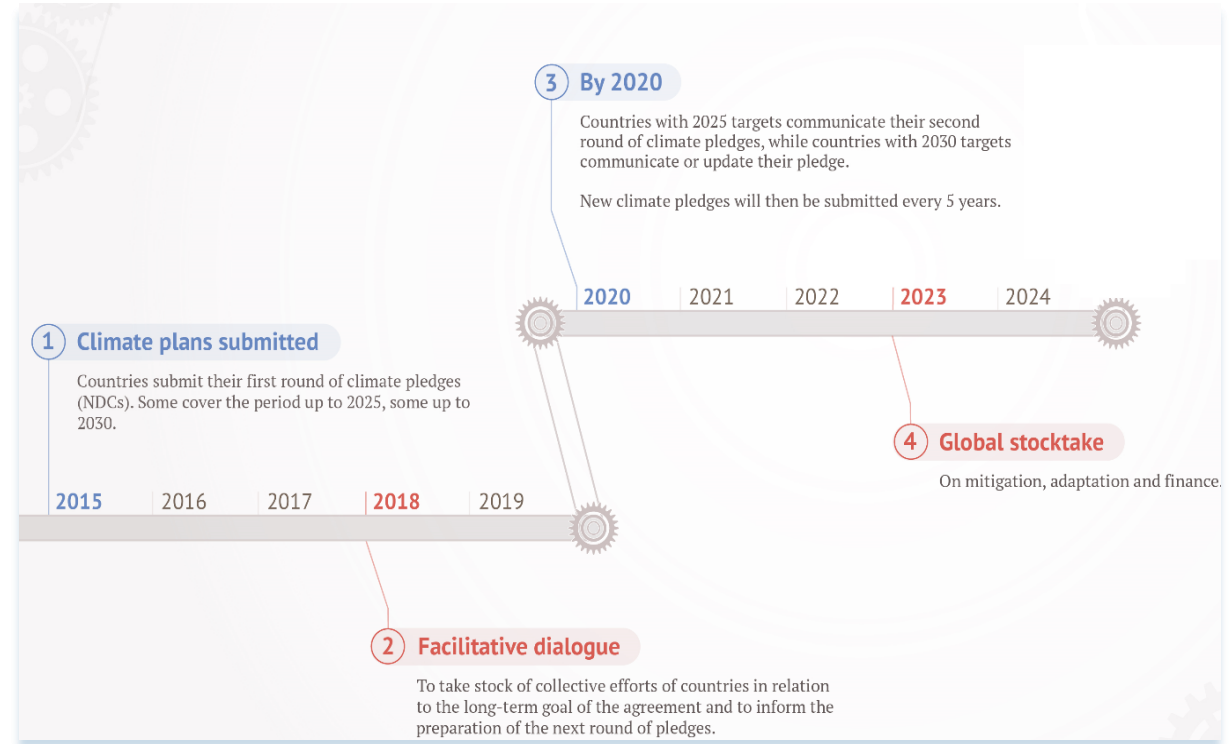 3 By 2020
Countries with 2025 targets communicate their second
round of climate pledges, while countries with 2030 targets
communicate or update their pledge.
New climate pledges will then be submitted every 5 years.
2020 2021 2022 2023 2024
1 Climate plans submitted
Countries submit their first round of climate pledges
(NDCs). Some cover the period up to 2025, some up to
2030.
4 Global stocktake
On mitigation, adaptation and finance.
2015 2016 2017 2018 2019
2 Facilitative dialogue
To take stock of collective efforts of countries in relation
to the long-term goal of the agreement and to inform the
preparation of the next round of pledges.